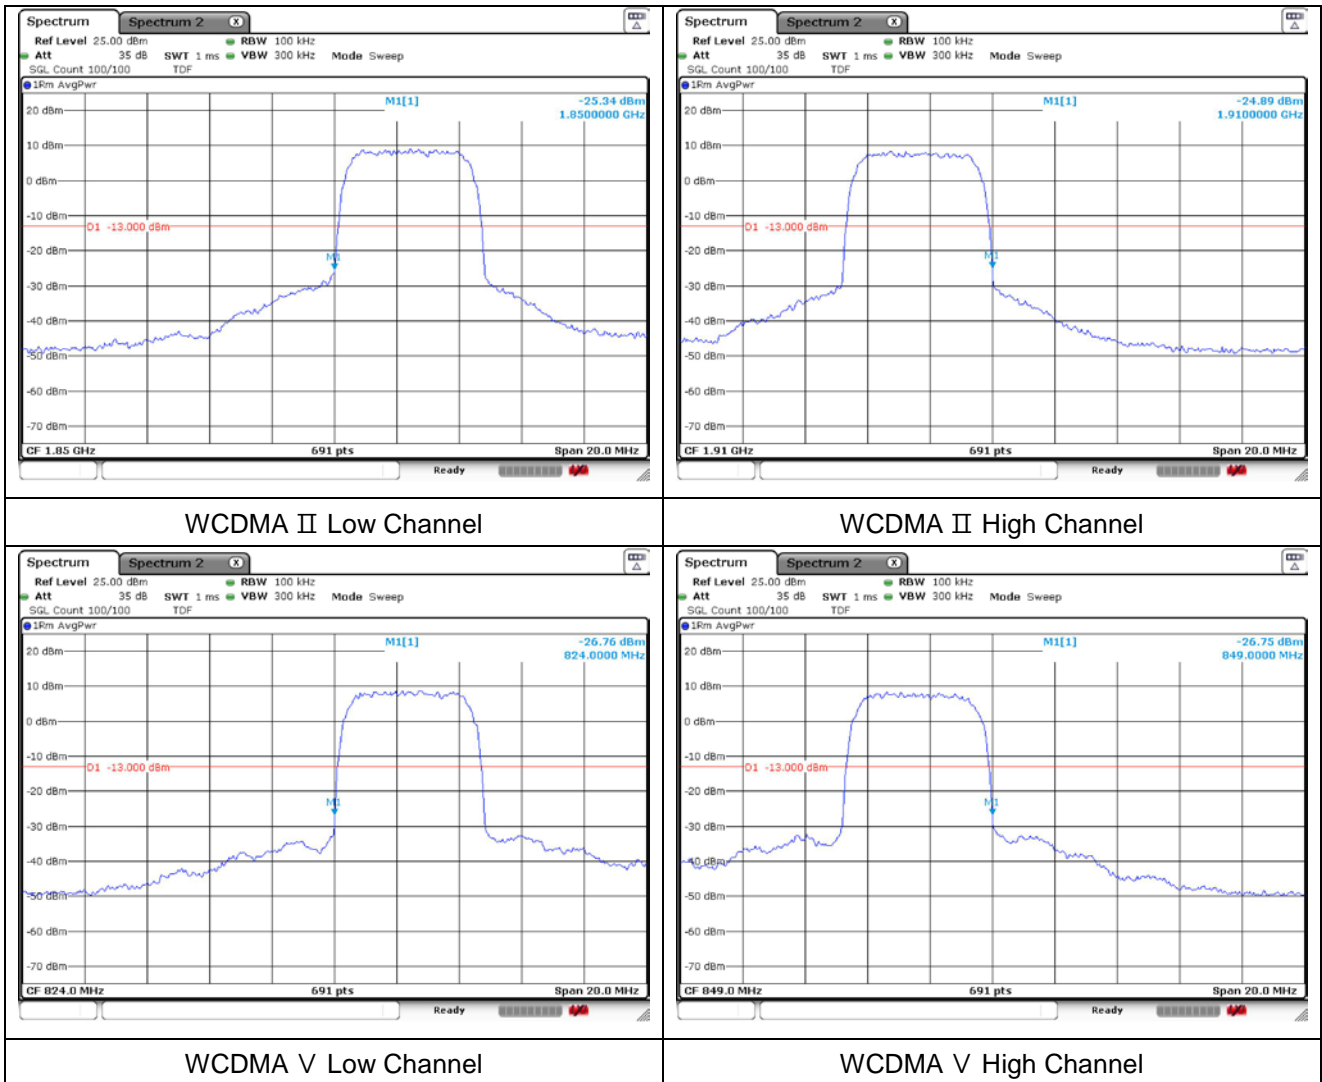 Spectrum Spectrum 2 X
Ref Level 25.00 dBm RBW 100 kHz
Att 35 dB SWT 1 ms VBW 300 kHz Mode Sweep
SGL Count 100/100 TDF
1Rm AvgPwr
M1[1] -25.34 dBm
1.8500000 GHz
20 dBm
10 dBm
0 dBm
-10 dBm
D1 -13.000 dBm
-20 dBm
M1
-30 dBm
-40 dBm
-50 dBm
-60 dBm
-70 dBm
CF 1.85 GHz 691 pts Span 20.0 MHz
Ready
WCDMA Ⅱ Low Channel
Spectrum Spectrum 2 X
Ref Level 25.00 dBm RBW 100 kHz
Att 35 dB SWT 1 ms VBW 300 kHz Mode Sweep
SGL Count 100/100 TDF
1Rm AvgPwr
M1[1] -24.89 dBm
1.9100000 GHz
20 dBm
10 dBm
0 dBm
-10 dBm
D1 -13.000 dBm
-20 dBm
M1
-30 dBm
-40 dBm
-50 dBm
-60 dBm
-70 dBm
CF 1.91 GHz 691 pts Span 20.0 MHz
Ready
WCDMA Ⅱ High Channel
Spectrum Spectrum 2 X
Ref Level 25.00 dBm RBW 100 kHz
Att 35 dB SWT 1 ms VBW 300 kHz Mode Sweep
SGL Count 100/100 TDF
1Rm AvgPwr
M1[1] -26.76 dBm
824.0000 MHz
20 dBm
10 dBm
0 dBm
-10 dBm
D1 -13.000 dBm
-20 dBm
M1
-30 dBm
-40 dBm
-50 dBm
-60 dBm
-70 dBm
CF 824.0 MHz 691 pts Span 20.0 MHz
Ready
WCDMA Ⅴ Low Channel
Spectrum Spectrum 2 X
Ref Level 25.00 dBm RBW 100 kHz
Att 35 dB SWT 1 ms VBW 300 kHz Mode Sweep
SGL Count 100/100 TDF
1Rm AvgPwr
M1[1] -26.75 dBm
849.0000 MHz
20 dBm
10 dBm
0 dBm
-10 dBm
D1 -13.000 dBm
-20 dBm
M1
-30 dBm
-40 dBm
-50 dBm
-60 dBm
-70 dBm
CF 849.0 MHz 691 pts Span 20.0 MHz
Ready
WCDMA Ⅴ High Channel